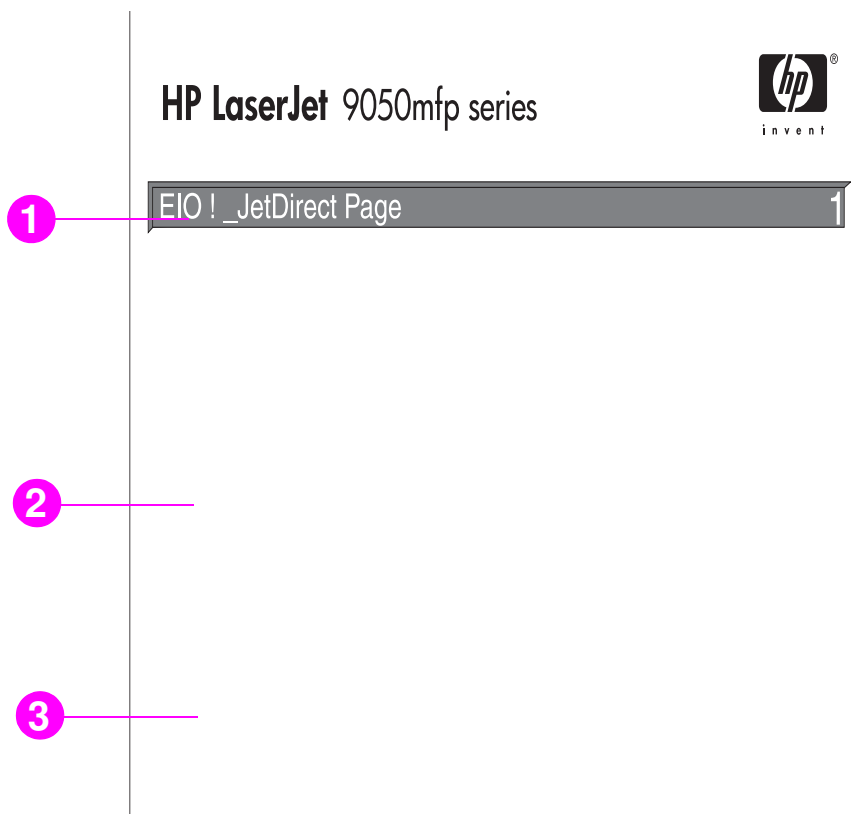 HP LaserJet 9050mfp series
hp ®
invent
1
EIO ! _JetDirect Page 1
2
3